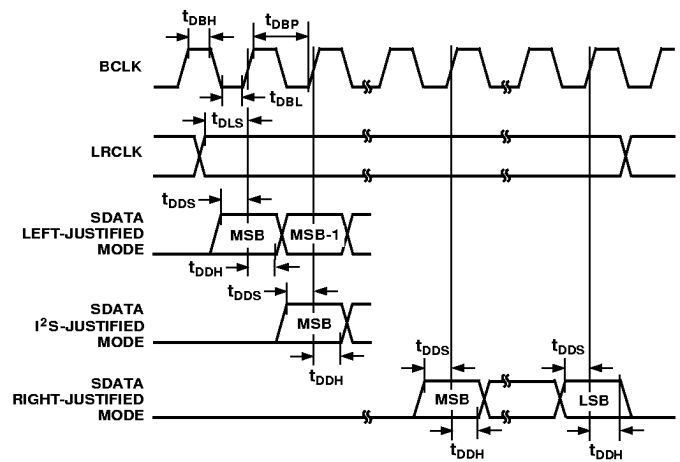 tDBH
tDBP
BCLK
tDBL
tDLS
LRCLK
tDDS
SDATA
LEFT-JUSTIFIED
MODE
MSB
MSB-1
tDDH
tDDS
SDATA
I²S-JUSTIFIED
MODE
MSB
tDDH
tDDS
tDDS
SDATA
RIGHT-JUSTIFIED
MODE
MSB
LSB
tDDH
tDDH